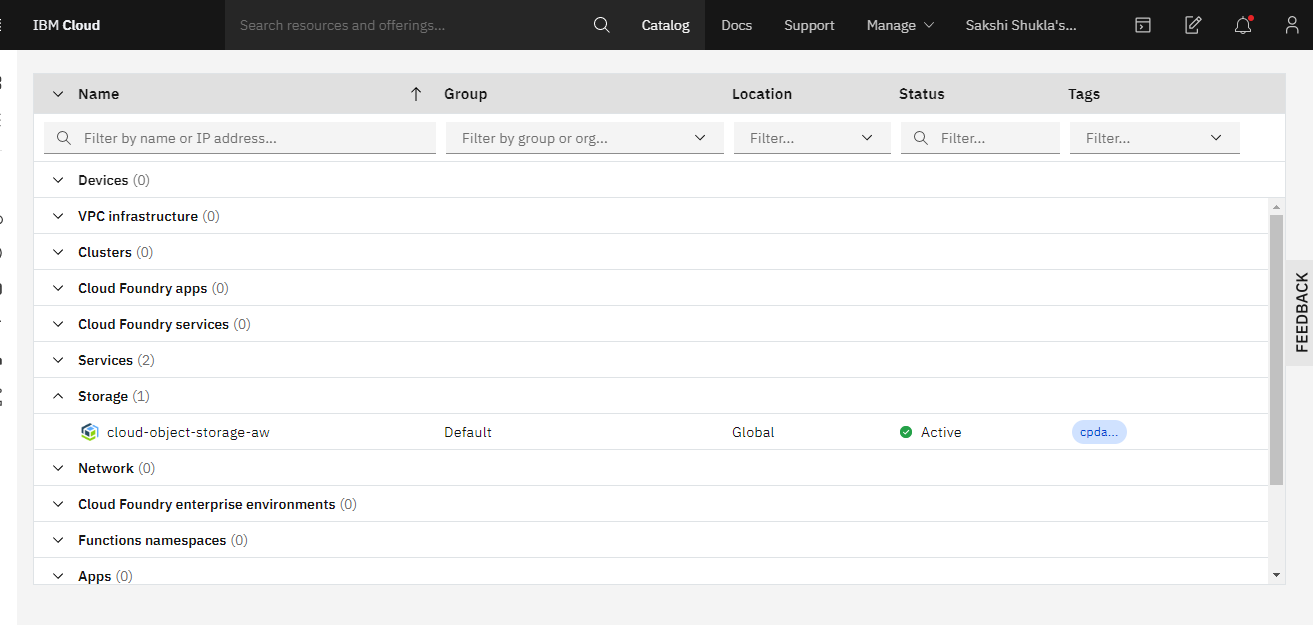 IBM Cloud Search resources and offerings... Catalog Docs Support Manage Sakshi Shukla's...
Name Group Location Status Tags
Filter by name or IP address... Filter by group or org... Filter... Filter... Filter...
Devices (0)
VPC infrastructure (0)
Clusters (0)
Cloud Foundry apps (0)
Cloud Foundry services (0)
Services (2)
Storage (1)
cloud-object-storage-aw Default Global Active cpda...
Network (0)
Cloud Foundry enterprise environments (0)
Functions namespaces (0)
Apps (0)
FEEDBACK